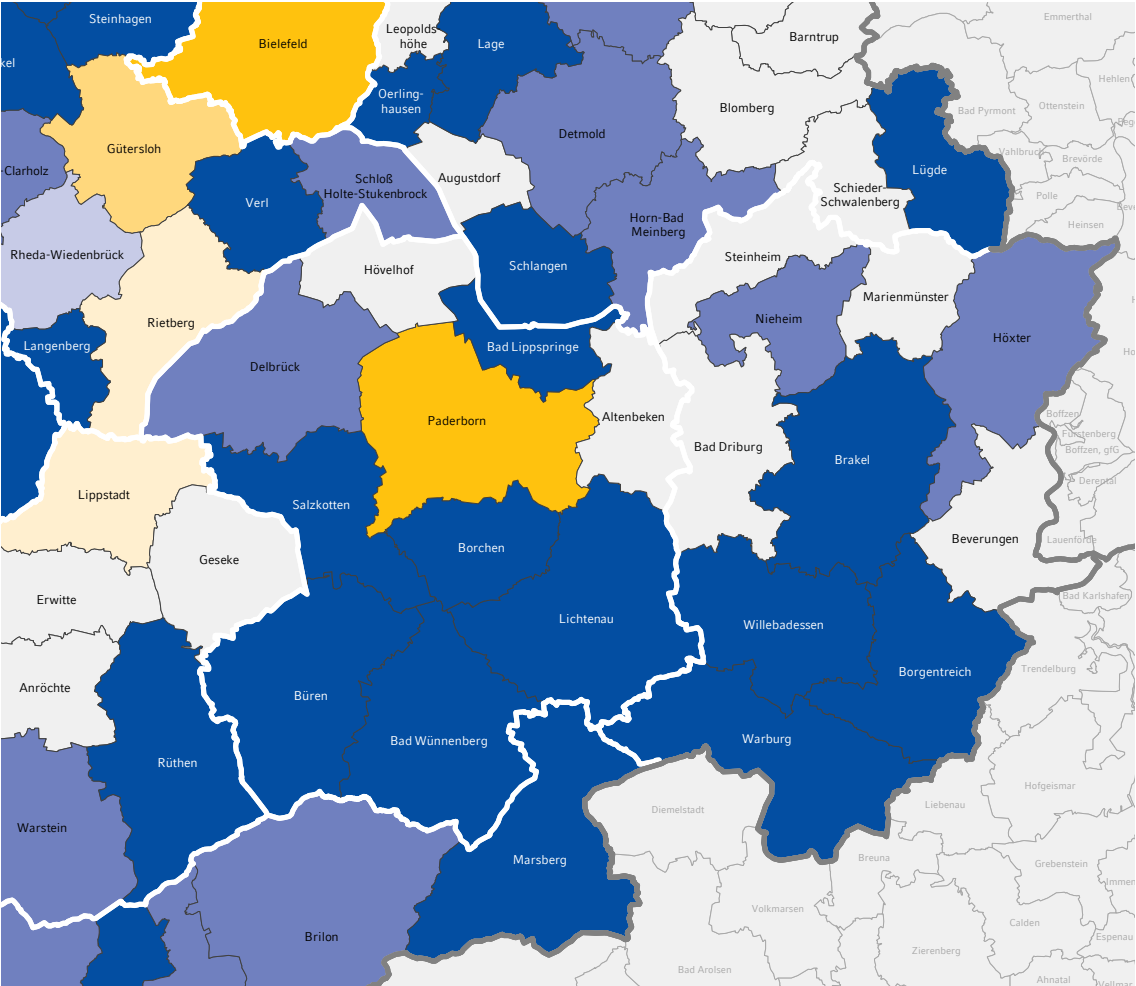 Steinhagen
Bielefeld
Leopolds
höhe
Lage
Barntrup
Emmerthal
kel
Oerling-
hausen
Blomberg
Hehlen
Ottenstein
Bad Pyrmont
Gütersloh
Detmold
Vahlbruch
Brevörde
-Clarholz
Schloß
Holte-Stukenbrock
Augustdorf
Lügde
Verl
Schieder-
Schwalenberg
Polle
Heinsen
Horn-Bad
Meinberg
Rheda-Wiedenbrück
Hövelhof
Schlangen
Steinheim
Marienmünster
Rietberg
Nieheim
Höxter
Langenberg
Bad Lippspringe
Delbrück
Boffzen
Paderborn
Altenbeken
Fürstenberg
Bad Driburg
Boffzen, gfG
Brakel
Derental
Lippstadt
Salzkotten
Beverungen
Lauenförde
Borchen
Geseke
Erwitte
Bad Karlshafen
Lichtenau
Willebadessen
Trendelburg
Borgentreich
Anröchte
Büren
Bad Wünnenberg
Warburg
Rüthen
Hofgeismar
Liebenau
Diemelstadt
Warstein
Marsberg
Breuna
Grebenstein
Immen
Volkmarsen
Calden
Espenau
Brilon
Zierenberg
Bad Arolsen
Ahnatal
Vellmar